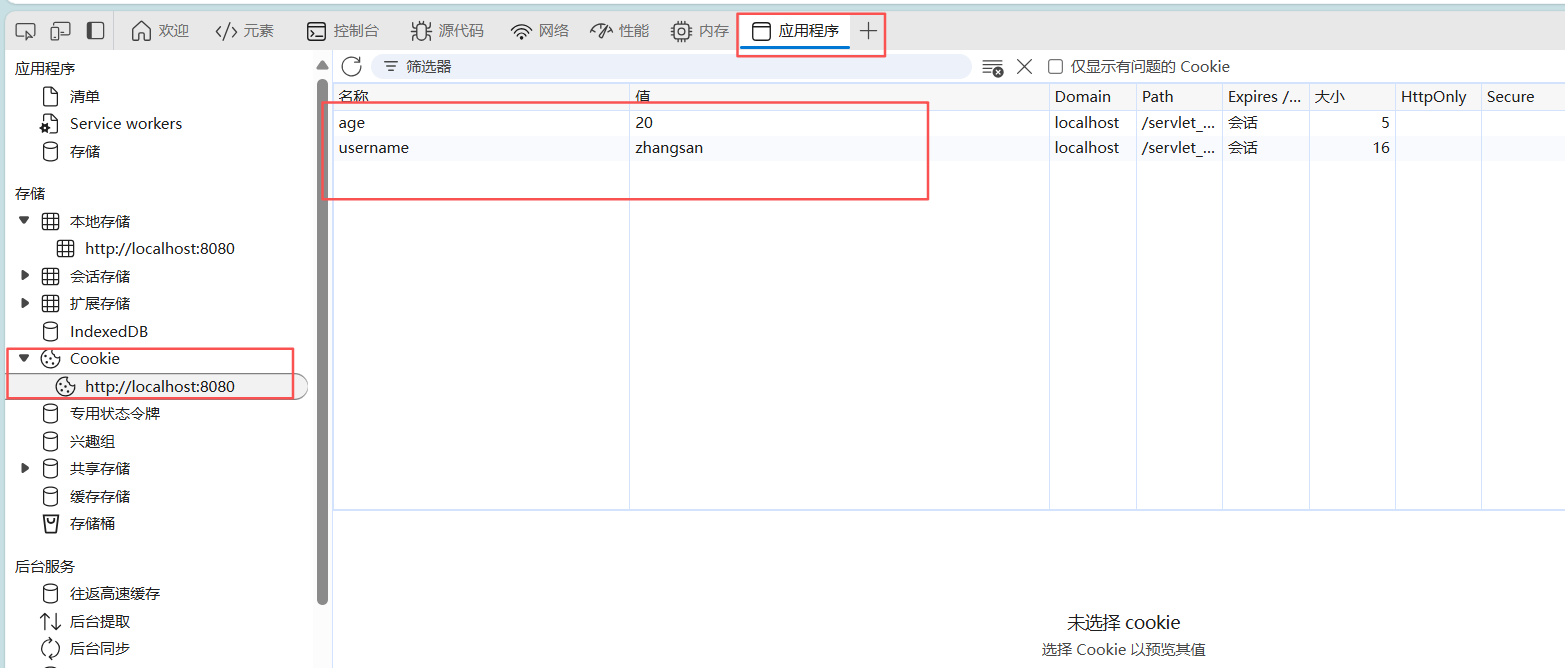 欢迎 元素 控制台 源代码 网络 性能 内存 应用程序
应用程序
清单
Service workers
存储
存储
本地存储
http://localhost:8080
会话存储
扩展存储
IndexedDB
Cookie
http://localhost:8080
专用状态令牌
兴趣组
共享存储
缓存存储
存储桶
后台服务
往返高速缓存
后台提取
后台同步
筛选器 仅显示有问题的 Cookie
名称 值 Domain Path Expires /... 大小 HttpOnly Secure
age 20 localhost /servlet_... 会话 5
username zhangsan localhost /servlet_... 会话 16
未选择 cookie
选择 Cookie 以预览其值